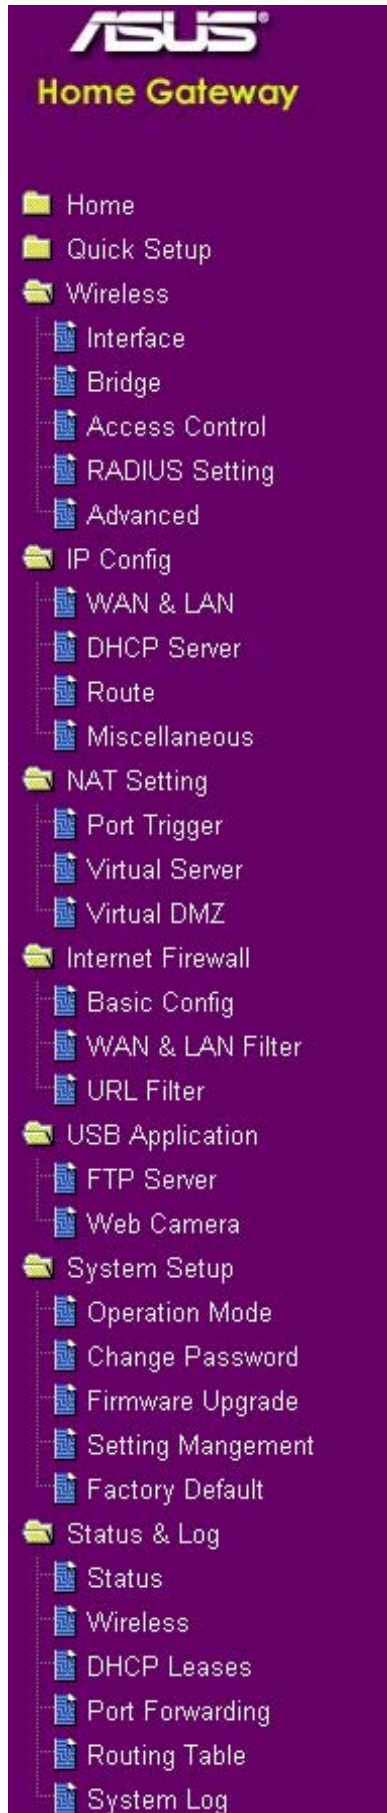 ASUS
Home Gateway
Home
Quick Setup
Wireless
Interface
Bridge
Access Control
RADIUS Setting
Advanced
IP Config
WAN & LAN
DHCP Server
Route
Miscellaneous
NAT Setting
Port Trigger
Virtual Server
Virtual DMZ
Internet Firewall
Basic Config
WAN & LAN Filter
URL Filter
USB Application
FTP Server
Web Camera
System Setup
Operation Mode
Change Password
Firmware Upgrade
Setting Mangement
Factory Default
Status & Log
Status
Wireless
DHCP Leases
Port Forwarding
Routing Table
System Log